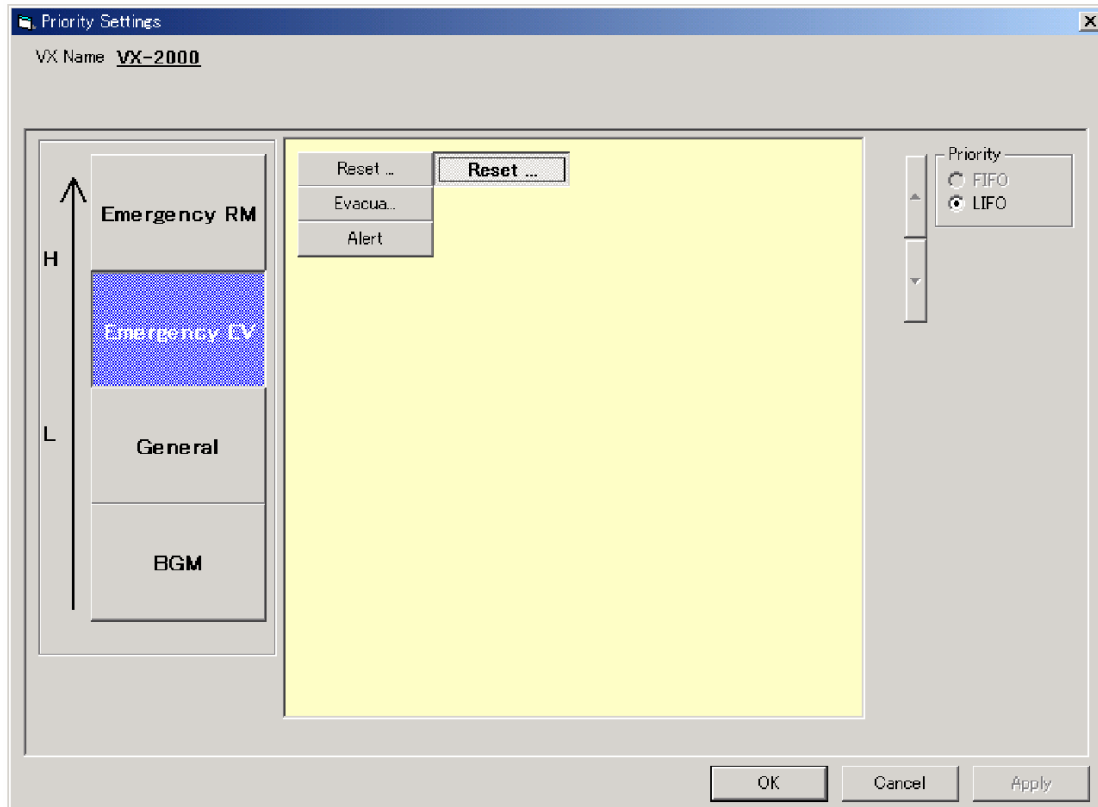 Priority Settings
VX Name VX-2000
H
L
Emergency RM
Emergency EV
General
BGM
Reset ...
Reset ...
Evacua...
Alert
Priority
FIFO
LIFO
OK
Cancel
Apply